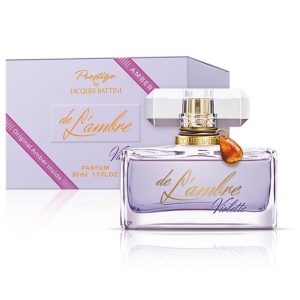 Prestige
by
JACQUES BATTINI
AMBER
de L'ambre
Original Amber Inside
PARFUM
50 ml 1.7 FL.OZ
de L'ambre
Violette